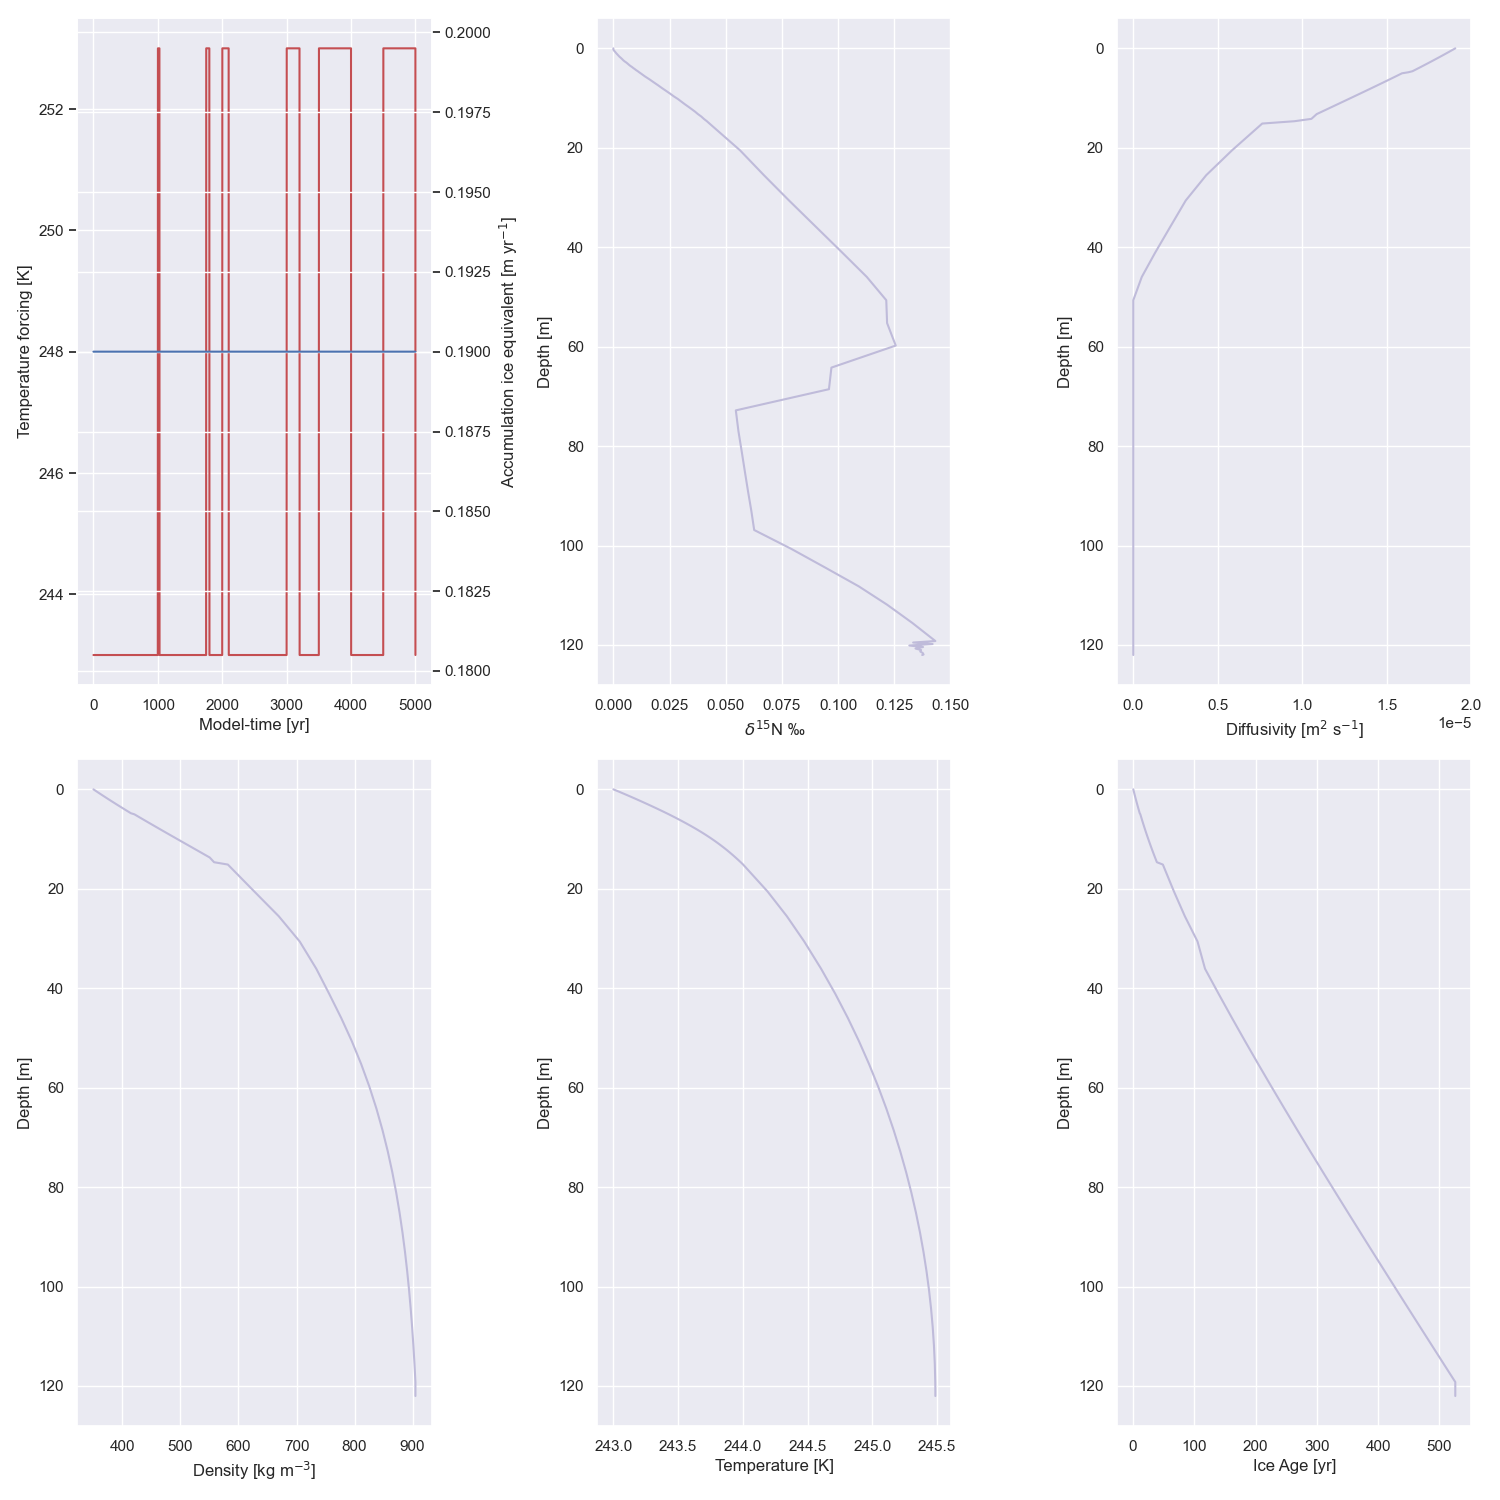 Temperature forcing [K]
252
250
248
246
244
0.2000
0.1975
0.1950
0.1925
0.1900
0.1875
0.1850
0.1825
0.1800
Accumulation ice equivalent [m yr⁻¹]
0 1000 2000 3000 4000 5000
Model-time [yr]
Depth [m]
0
20
40
60
80
100
120
0.000 0.025 0.050 0.075 0.100 0.125 0.150
δ¹⁵N ‰
Depth [m]
0
20
40
60
80
100
120
0.0 0.5 1.0 1.5 2.0
1e−5
Diffusivity [m² s⁻¹]
Depth [m]
0
20
40
60
80
100
120
400 500 600 700 800 900
Density [kg m⁻³]
Depth [m]
0
20
40
60
80
100
120
243.0 243.5 244.0 244.5 245.0 245.5
Temperature [K]
Depth [m]
0
20
40
60
80
100
120
0 100 200 300 400 500
Ice Age [yr]